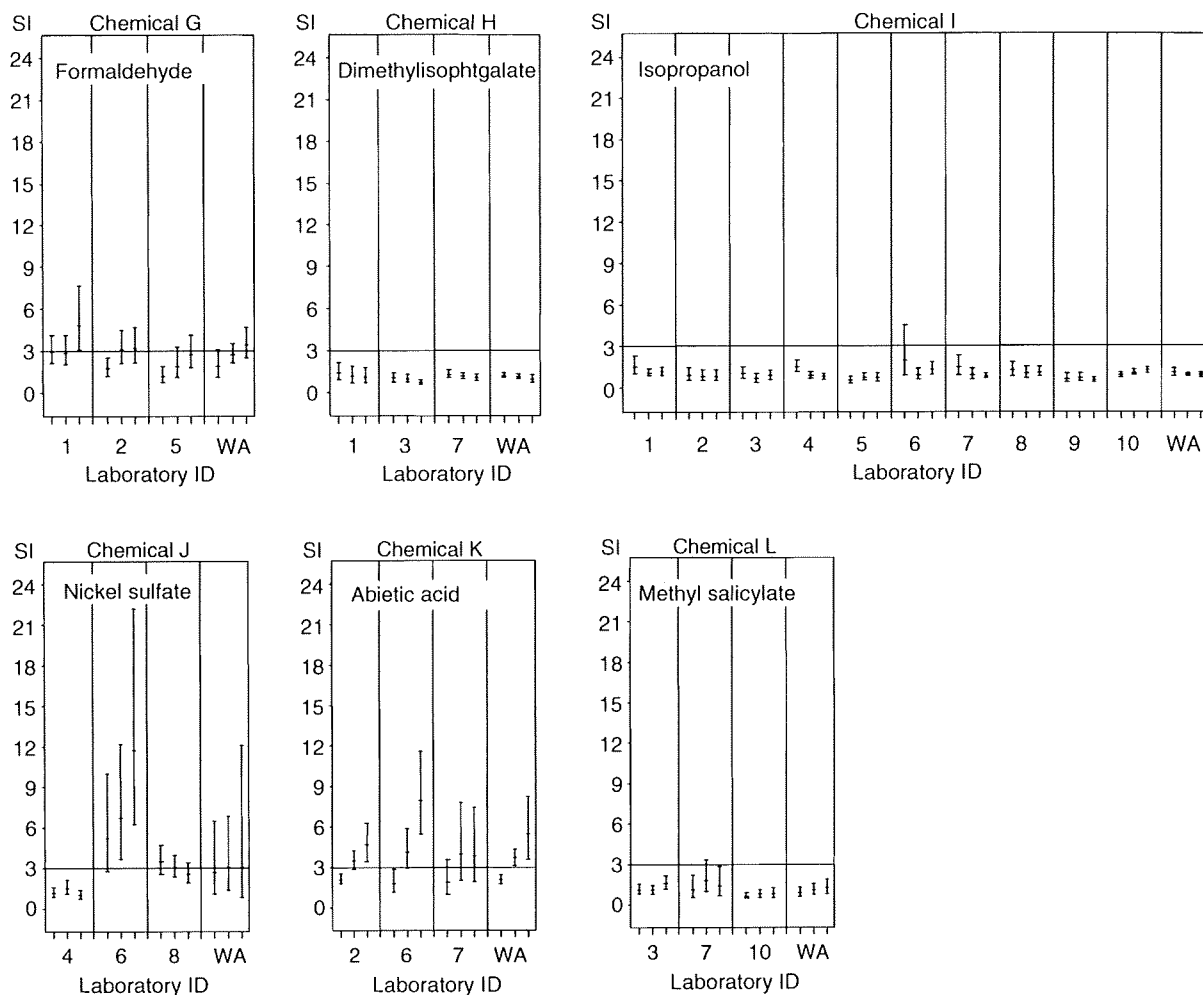 SI Chemical G
Formaldehyde
24
21
18
15
12
9
6
3
0
1 2 5 WA
Laboratory ID
SI Chemical H
Dimethylisophtgalate
24
21
18
15
12
9
6
3
0
1 3 7 WA
Laboratory ID
SI Chemical I
Isopropanol
24
21
18
15
12
9
6
3
0
1 2 3 4 5 6 7 8 9 10 WA
Laboratory ID
SI Chemical J
Nickel sulfate
24
21
18
15
12
9
6
3
0
4 6 8 WA
Laboratory ID
SI Chemical K
Abietic acid
24
21
18
15
12
9
6
3
0
2 6 7 WA
Laboratory ID
SI Chemical L
Methyl salicylate
24
21
18
15
12
9
6
3
0
3 7 10 WA
Laboratory ID